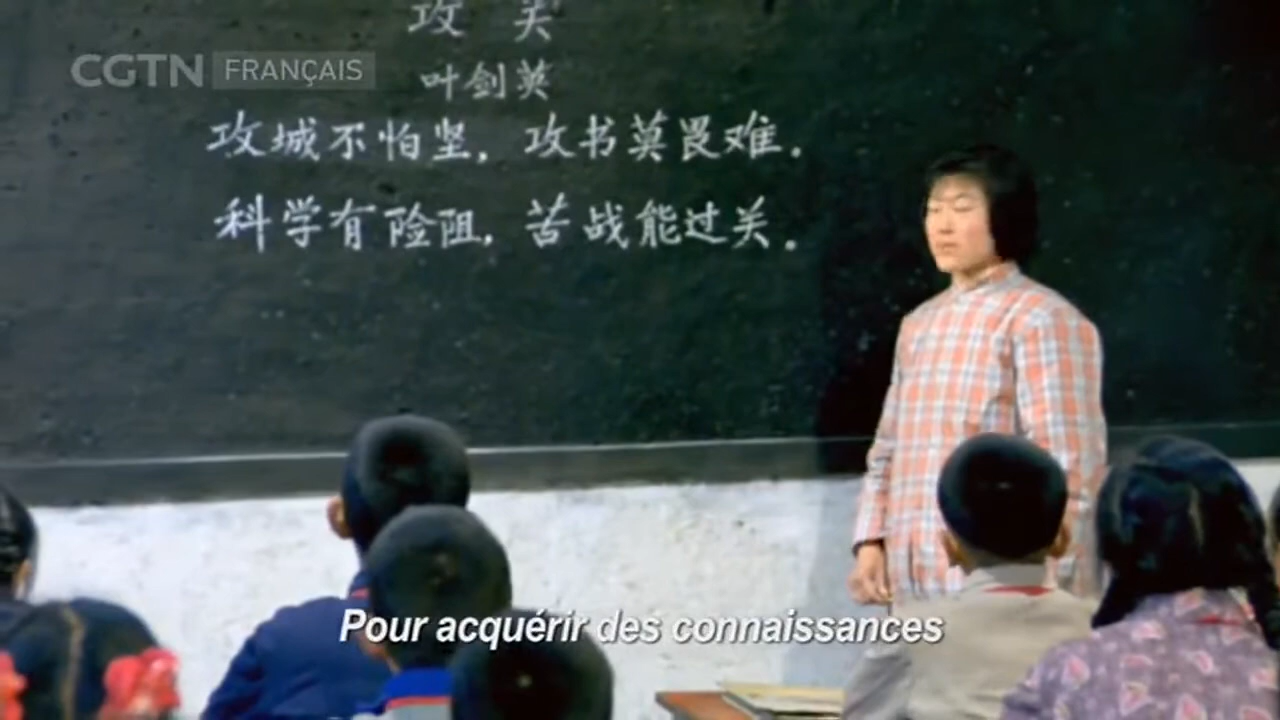 攻 关
CGTN FRANÇAIS
叶剑英
攻城不怕坚，攻书莫畏难．
科学有险阻，苦战能过关．
Pour acquérir des connaissances